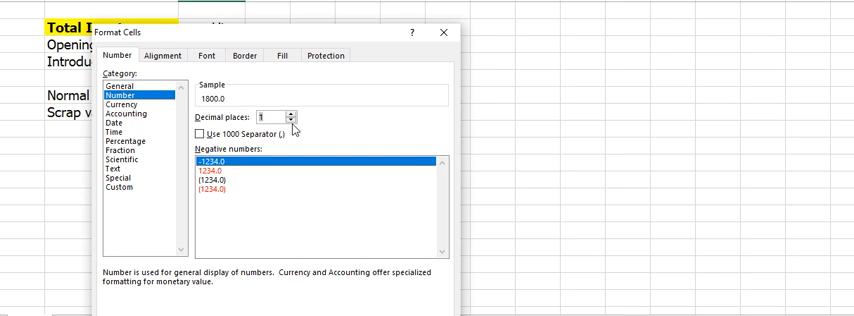 Total
Format Cells
?
Opening
Introdu
Normal
Scrap v
Number Alignment Font Border Fill Protection
Category:
General
Number
Currency
Accounting
Date
Time
Percentage
Fraction
Scientific
Text
Special
Custom
Sample
1800.0
Decimal places: 1
Use 1000 Separator (,)
Negative numbers:
-1234.0
1234.0
(1234.0)
(1234.0)
Number is used for general display of numbers. Currency and Accounting offer specialized
formatting for monetary value.